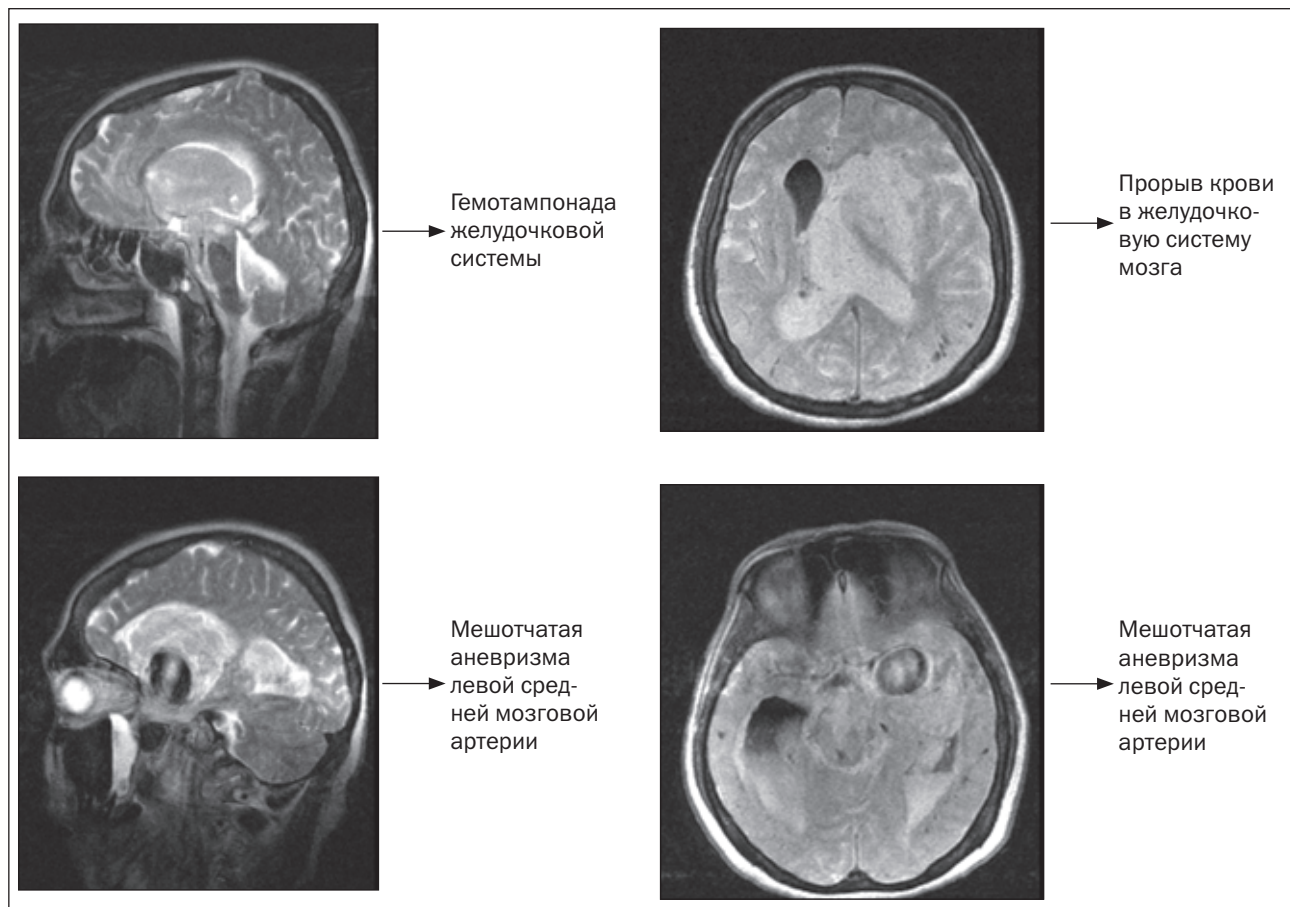 Гемотампонада
желудочковой
системы
Прорыв крови
в желудочко-
вую систему
мозга
Мешотчатая
аневризма
левой сред-
ней мозговой
артерии
Мешотчатая
аневризма
левой сред-
ней мозговой
артерии